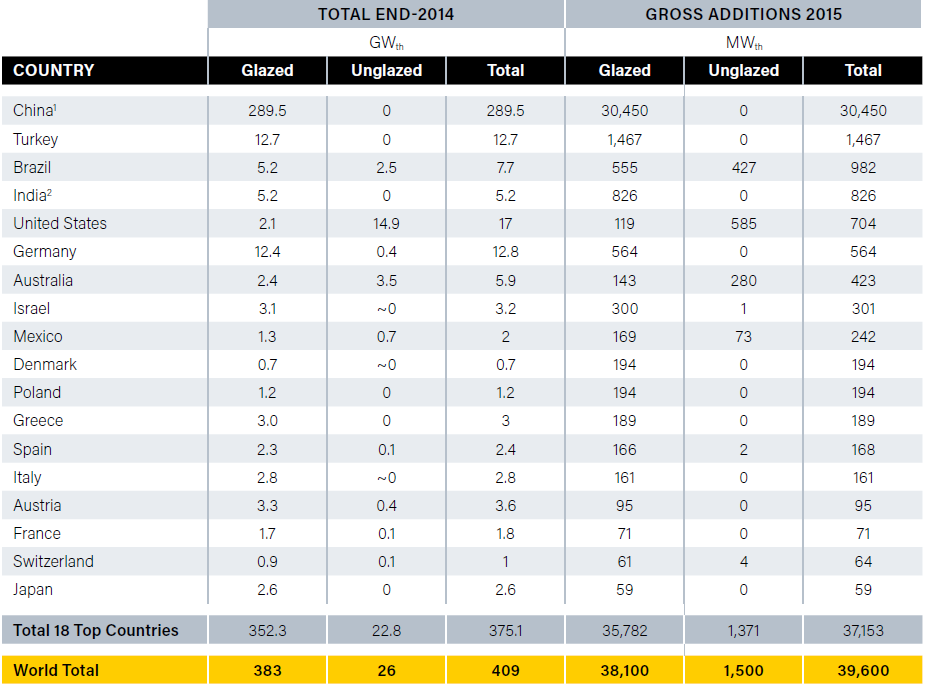 TOTAL END-2014 GROSS ADDITIONS 2015
GWth MWth
COUNTRY Glazed Unglazed Total Glazed Unglazed Total
China¹ 289.5 0 289.5 30,450 0 30,450
Turkey 12.7 0 12.7 1,467 0 1,467
Brazil 5.2 2.5 7.7 555 427 982
India² 5.2 0 5.2 826 0 826
United States 2.1 14.9 17 119 585 704
Germany 12.4 0.4 12.8 564 0 564
Australia 2.4 3.5 5.9 143 280 423
Israel 3.1 ~0 3.2 300 1 301
Mexico 1.3 0.7 2 169 73 242
Denmark 0.7 ~0 0.7 194 0 194
Poland 1.2 0 1.2 194 0 194
Greece 3.0 0 3 189 0 189
Spain 2.3 0.1 2.4 166 2 168
Italy 2.8 ~0 2.8 161 0 161
Austria 3.3 0.4 3.6 95 0 95
France 1.7 0.1 1.8 71 0 71
Switzerland 0.9 0.1 1 61 4 64
Japan 2.6 0 2.6 59 0 59
Total 18 Top Countries 352.3 22.8 375.1 35,782 1,371 37,153
World Total 383 26 409 38,100 1,500 39,600